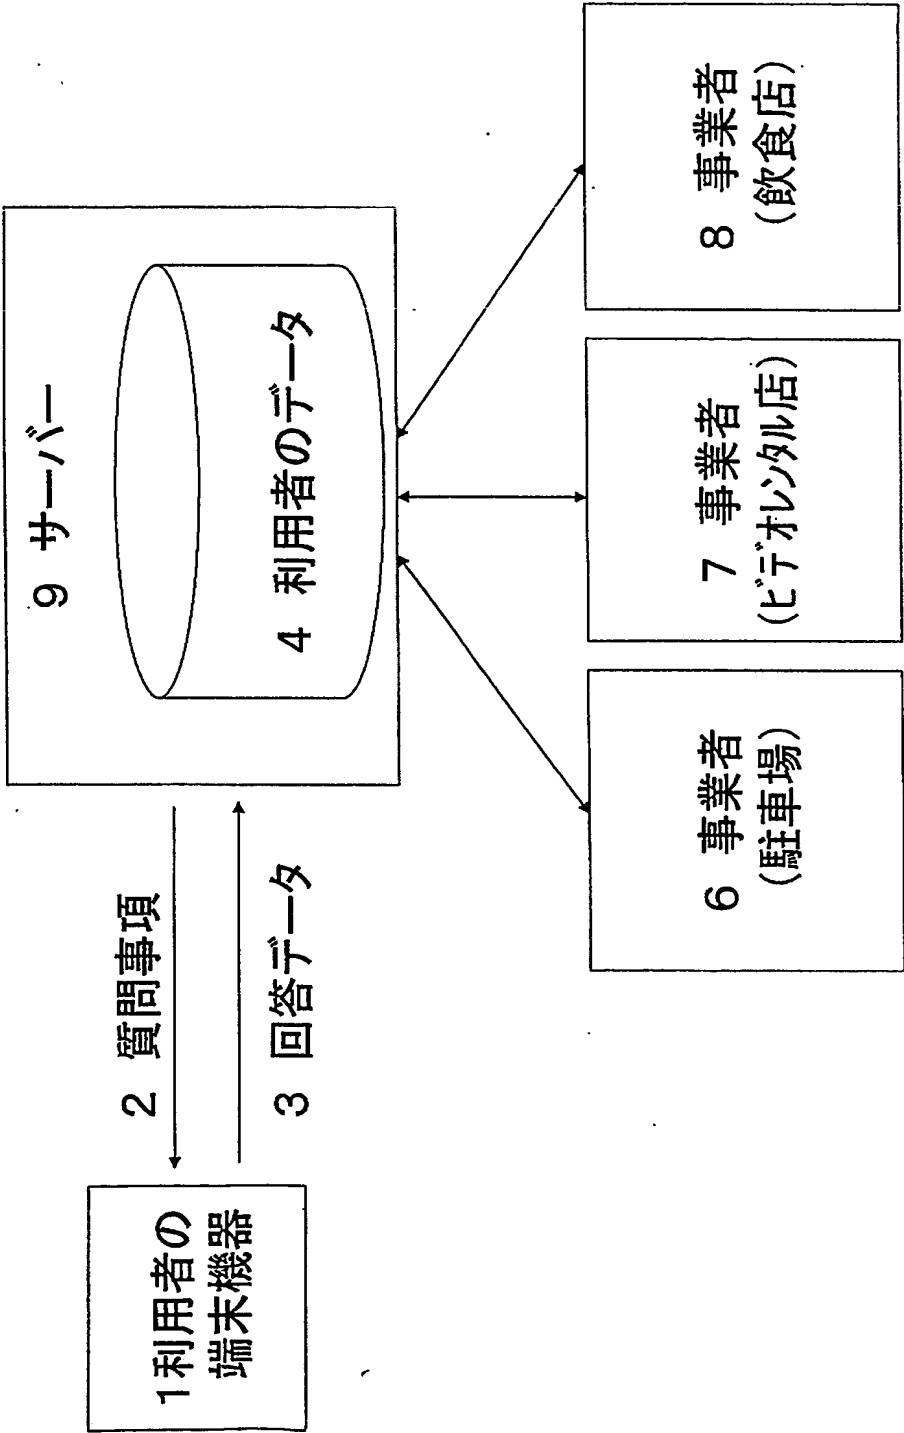 9 サーバー
4 利用者のデータ
2 質問事項
3 回答データ
1利用者の
端末機器
6 事業者
(駐車場)
7 事業者
(ビデオレンタル店)
8 事業者
(飲食店)